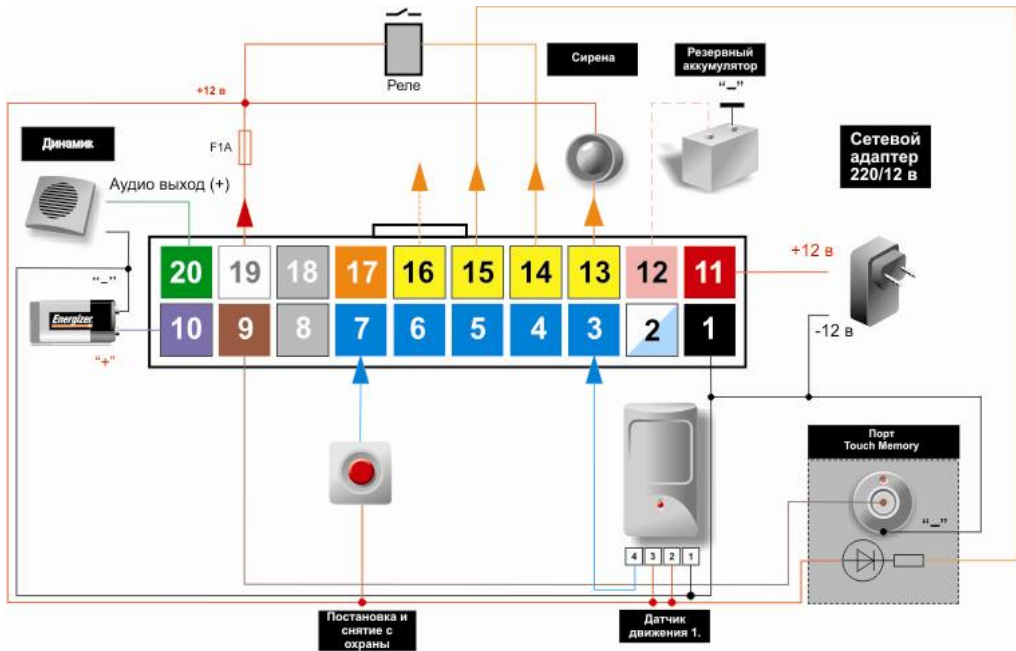 Реле
Сирена
Резервный
аккумулятор
“–”
+12 в
Динамик
F1A
Сетевой
адаптер
220/12 в
Аудио выход (+)
20 19 18 17 16 15 14 13 12 11
+12 в
“–”
Energizer
10 9 8 7 6 5 4 3 2 1
-12 в
“+”
Порт
Touch Memory
“–”
4 3 2 1
Постановка и
снятие с
охраны
Датчик
движения 1.